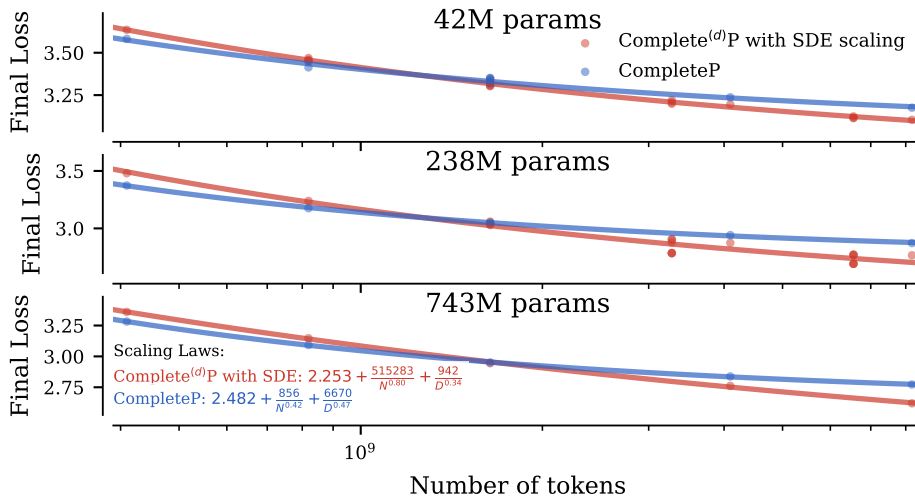 42M params
Complete(d)P with SDE scaling
CompleteP
Final Loss
3.50
3.25
238M params
Final Loss
3.5
3.0
743M params
Final Loss
3.25
3.00
2.75
Scaling Laws:
Complete(d)P with SDE: 2.253 + 515283/N^0.80 + 942/D^0.34
CompleteP: 2.482 + 856/N^0.42 + 6670/D^0.47
10^9
Number of tokens